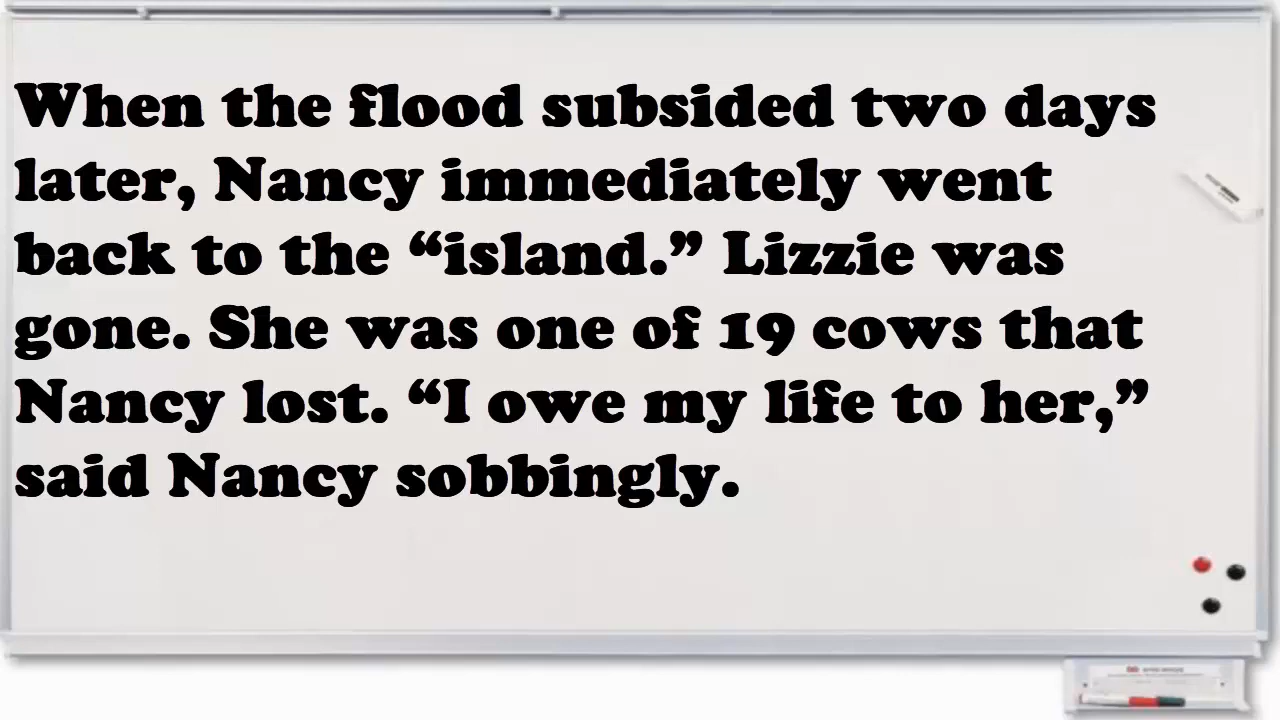 When the flood subsided two days
later, Nancy immediately went
back to the “island.” Lizzie was
gone. She was one of 19 cows that
Nancy lost. “I owe my life to her,”
said Nancy sobbingly.